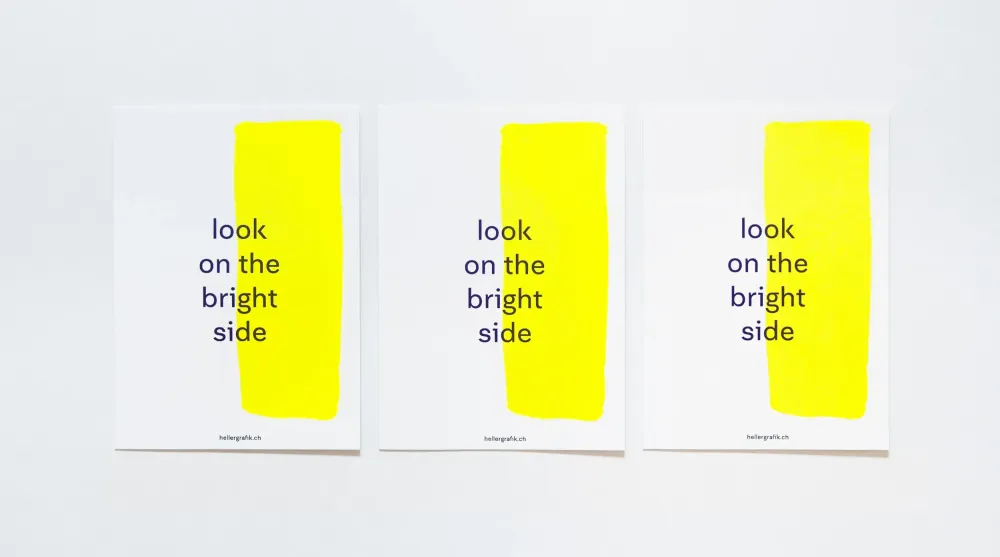 look
on the
bright
side
hellergrafik.ch
look
on the
bright
side
hellergrafik.ch
look
on the
bright
side
hellergrafik.ch